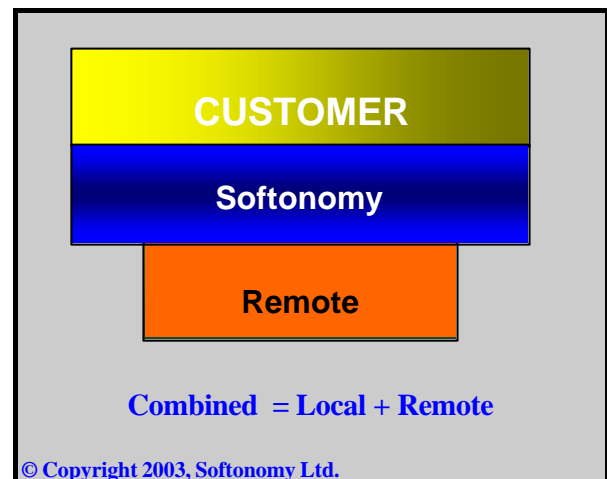 CUSTOMER
Softonomy
Remote
Combined = Local + Remote
© Copyright 2003, Softonomy Ltd.